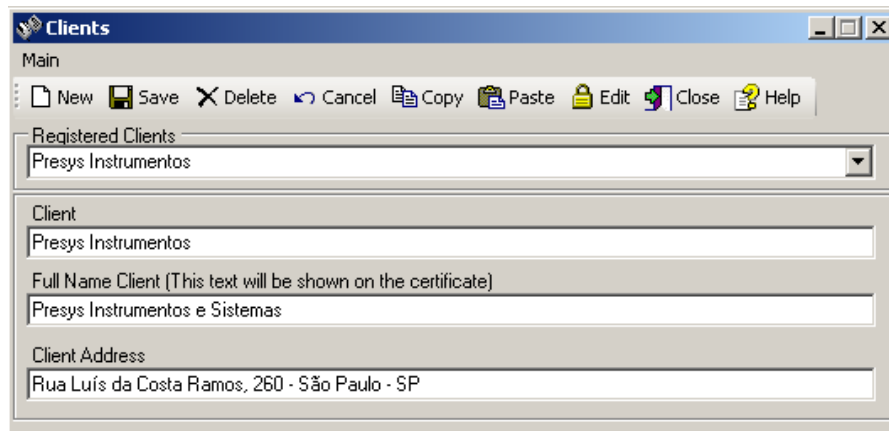 Clients
Main
New Save Delete Cancel Copy Paste Edit Close Help
Registered Clients
Presys Instrumentos
Client
Presys Instrumentos
Full Name Client (This text will be shown on the certificate)
Presys Instrumentos e Sistemas
Client Address
Rua Luís da Costa Ramos, 260 - São Paulo - SP